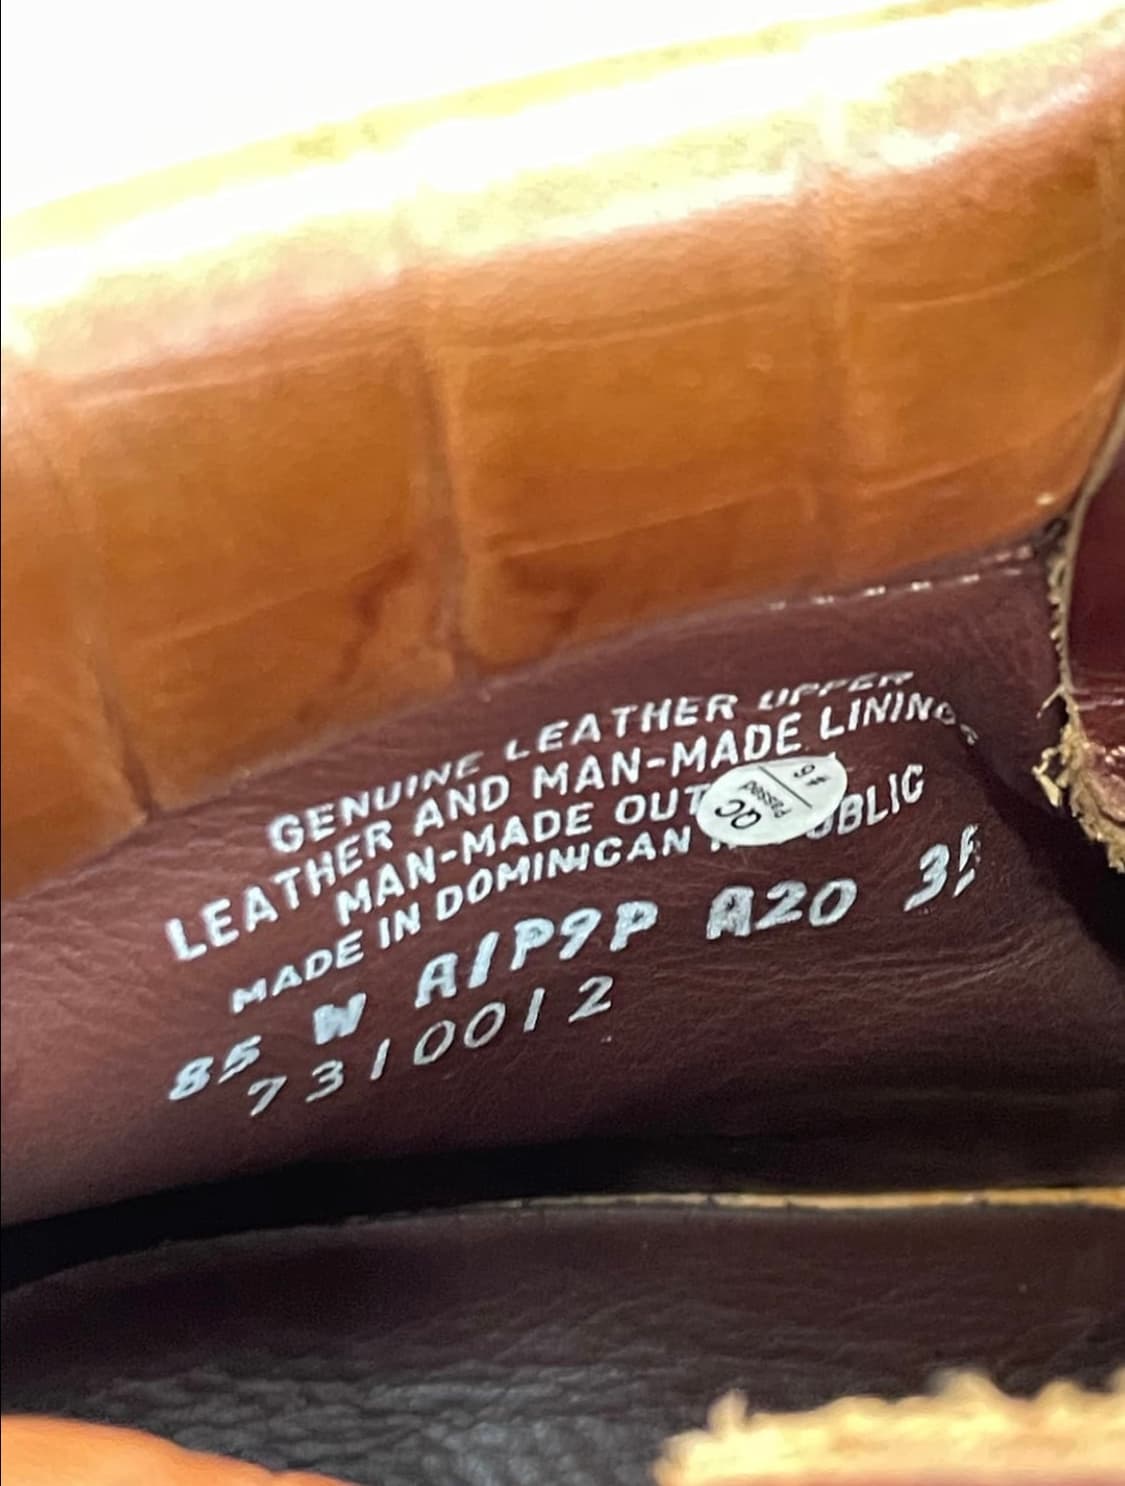 GENUINE LEATHER UPPER
LEATHER AND MAN-MADE LINING
MAN-MADE
MADE IN DOMINICAN
85 W A1P9P A20
7310012
QC
Passed
#6